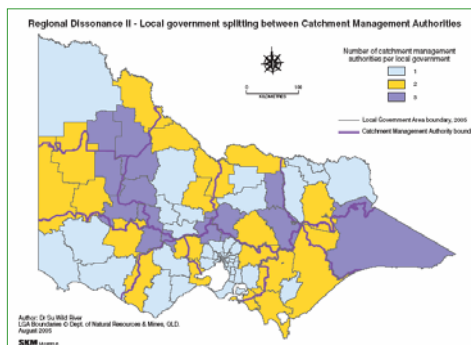 Regional Dissonance II - Local government splitting between Catchment Management Authorities
Number of catchment management
authorities per local government
1
2
3
KILOMETRES
Local Government Area boundary, 2005
Catchment Management Authority bound
Author: Dr Su Wild River
LGA Boundaries © Dept. of Natural Resources & Mines, QLD.
August 2005
SKM